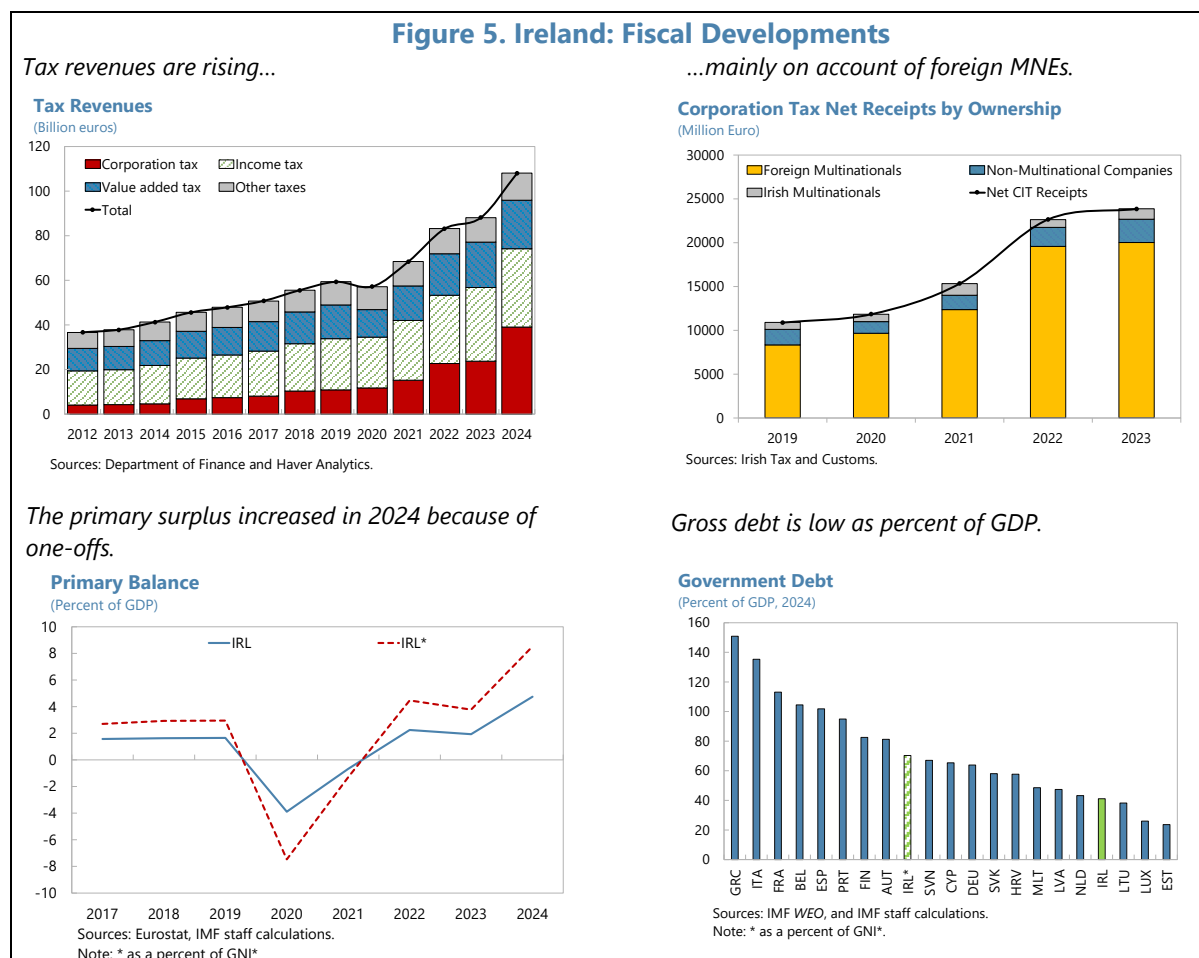 Figure 5. Ireland: Fiscal Developments
Tax revenues are rising...
Tax Revenues
(Billion euros)
120
100
80
60
40
20
0
Corporation tax
Income tax
Value added tax
Other taxes
Total
2012 2013 2014 2015 2016 2017 2018 2019 2020 2021 2022 2023 2024
Sources: Department of Finance and Haver Analytics.
...mainly on account of foreign MNEs.
Corporation Tax Net Receipts by Ownership
(Million Euro)
30000
25000
20000
15000
10000
5000
0
Foreign Multinationals
Non-Multinational Companies
Irish Multinationals
Net CIT Receipts
2019 2020 2021 2022 2023
Sources: Irish Tax and Customs.
The primary surplus increased in 2024 because of
one-offs.
Primary Balance
(Percent of GDP)
10
8
6
4
2
0
-2
-4
-6
-8
-10
IRL
IRL*
2017 2018 2019 2020 2021 2022 2023 2024
Sources: Eurostat, IMF staff calculations.
Note: * as a percent of GNI*
Gross debt is low as percent of GDP.
Government Debt
(Percent of GDP, 2024)
160
140
120
100
80
60
40
20
0
GRC
ITA
FRA
BEL
ESP
PRT
FIN
AUT
IRL*
SVN
CYP
DEU
SVK
HRV
MLT
LVA
NLD
IRL
LTU
LUX
EST
Sources: IMF WEO, and IMF staff calculations.
Note: * as a percent of GNI*.